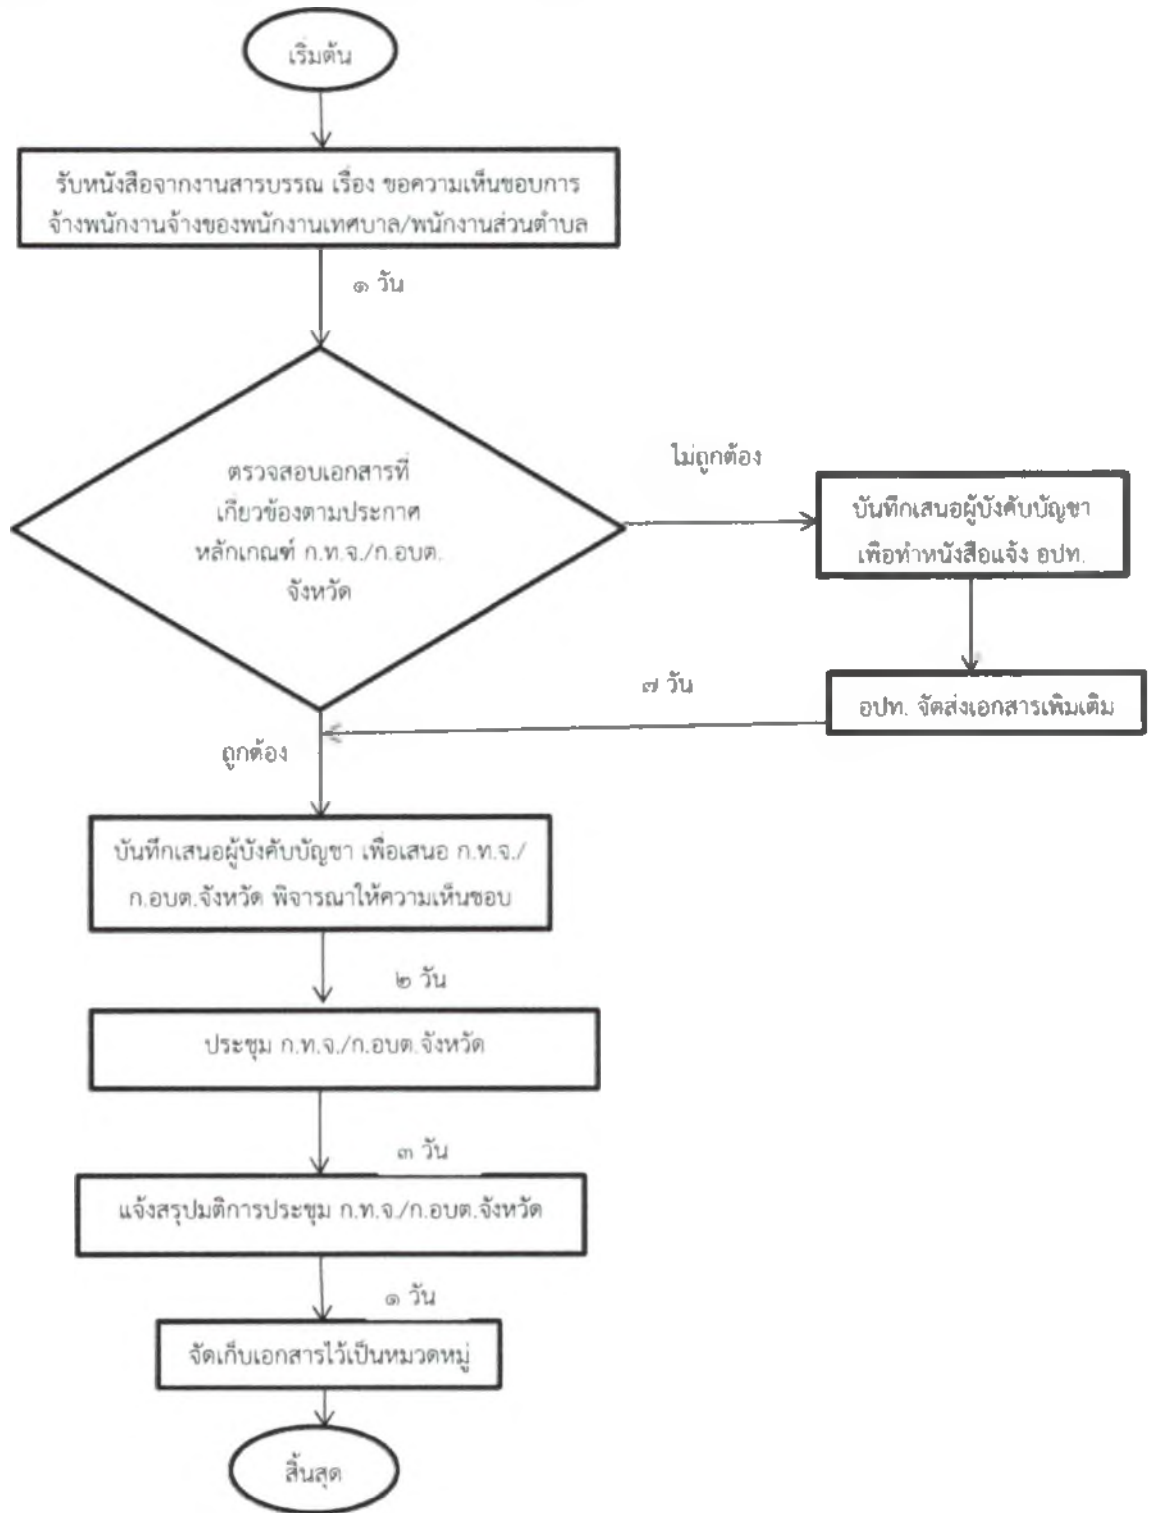 เริ่มต้น
รับหนังสือจากงานสารบรรณ เรื่อง ขอความเห็นชอบการ
จ้างพนักงานจ้างของพนักงานเทศบาล/พนักงานส่วนตำบล
๑ วัน
ตรวจสอบเอกสารที่
เกี่ยวข้องตามประกาศ
หลักเกณฑ์ ก.ท.จ./ก.อบต.
จังหวัด
ไม่ถูกต้อง
บันทึกเสนอผู้บังคับบัญชา
เพื่อทำหนังสือแจ้ง อปท.
อปท. จัดส่งเอกสารเพิ่มเติม
๗ วัน
ถูกต้อง
บันทึกเสนอผู้บังคับบัญชา เพื่อเสนอ ก.ท.จ./
ก.อบต.จังหวัด พิจารณาให้ความเห็นชอบ
๒ วัน
ประชุม ก.ท.จ./ก.อบต.จังหวัด
๓ วัน
แจ้งสรุปมติการประชุม ก.ท.จ./ก.อบต.จังหวัด
๑ วัน
จัดเก็บเอกสารไว้เป็นหมวดหมู่
สิ้นสุด